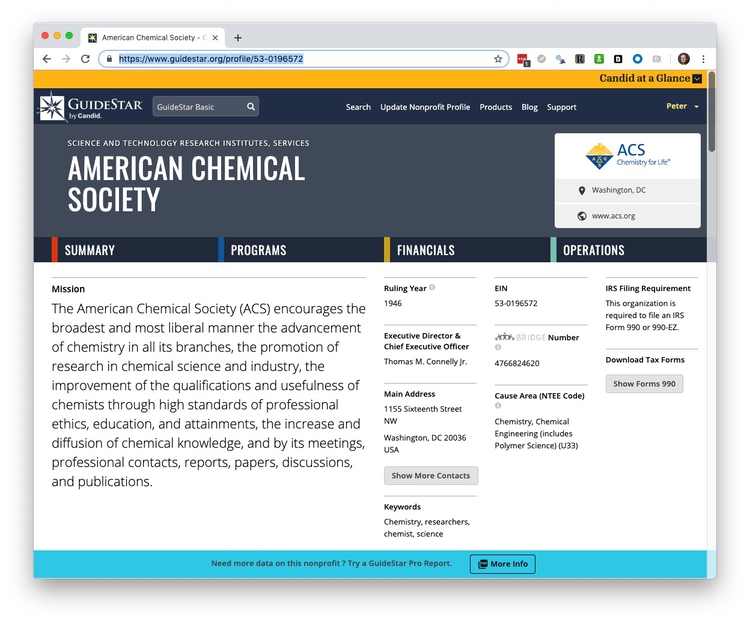 American Chemical Society - G
https://www.guidestar.org/profile/53-0196572
Candid at a Glance
GUIDESTAR
by Candid.
GuideStar Basic
Search Update Nonprofit Profile Products Blog Support
Peter
SCIENCE AND TECHNOLOGY RESEARCH INSTITUTES, SERVICES
AMERICAN CHEMICAL
SOCIETY
ACS
Chemistry for Life®
Washington, DC
www.acs.org
SUMMARY
PROGRAMS
FINANCIALS
OPERATIONS
Mission
The American Chemical Society (ACS) encourages the
broadest and most liberal manner the advancement
of chemistry in all its branches, the promotion of
research in chemical science and industry, the
improvement of the qualifications and usefulness of
chemists through high standards of professional
ethics, education, and attainments, the increase and
diffusion of chemical knowledge, and by its meetings,
professional contacts, reports, papers, discussions,
and publications.
Ruling Year
1946
Executive Director &
Chief Executive Officer
Thomas M. Connelly Jr.
Main Address
1155 Sixteenth Street
NW
Washington, DC 20036
USA
Show More Contacts
Keywords
Chemistry, researchers,
chemist, science
EIN
53-0196572
BRIDGE Number
4766824620
Cause Area (NTEE Code)
Chemistry, Chemical
Engineering (includes
Polymer Science) (U33)
IRS Filing Requirement
This organization is
required to file an IRS
Form 990 or 990-EZ.
Download Tax Forms
Show Forms 990
Need more data on this nonprofit ? Try a GuideStar Pro Report.
More Info